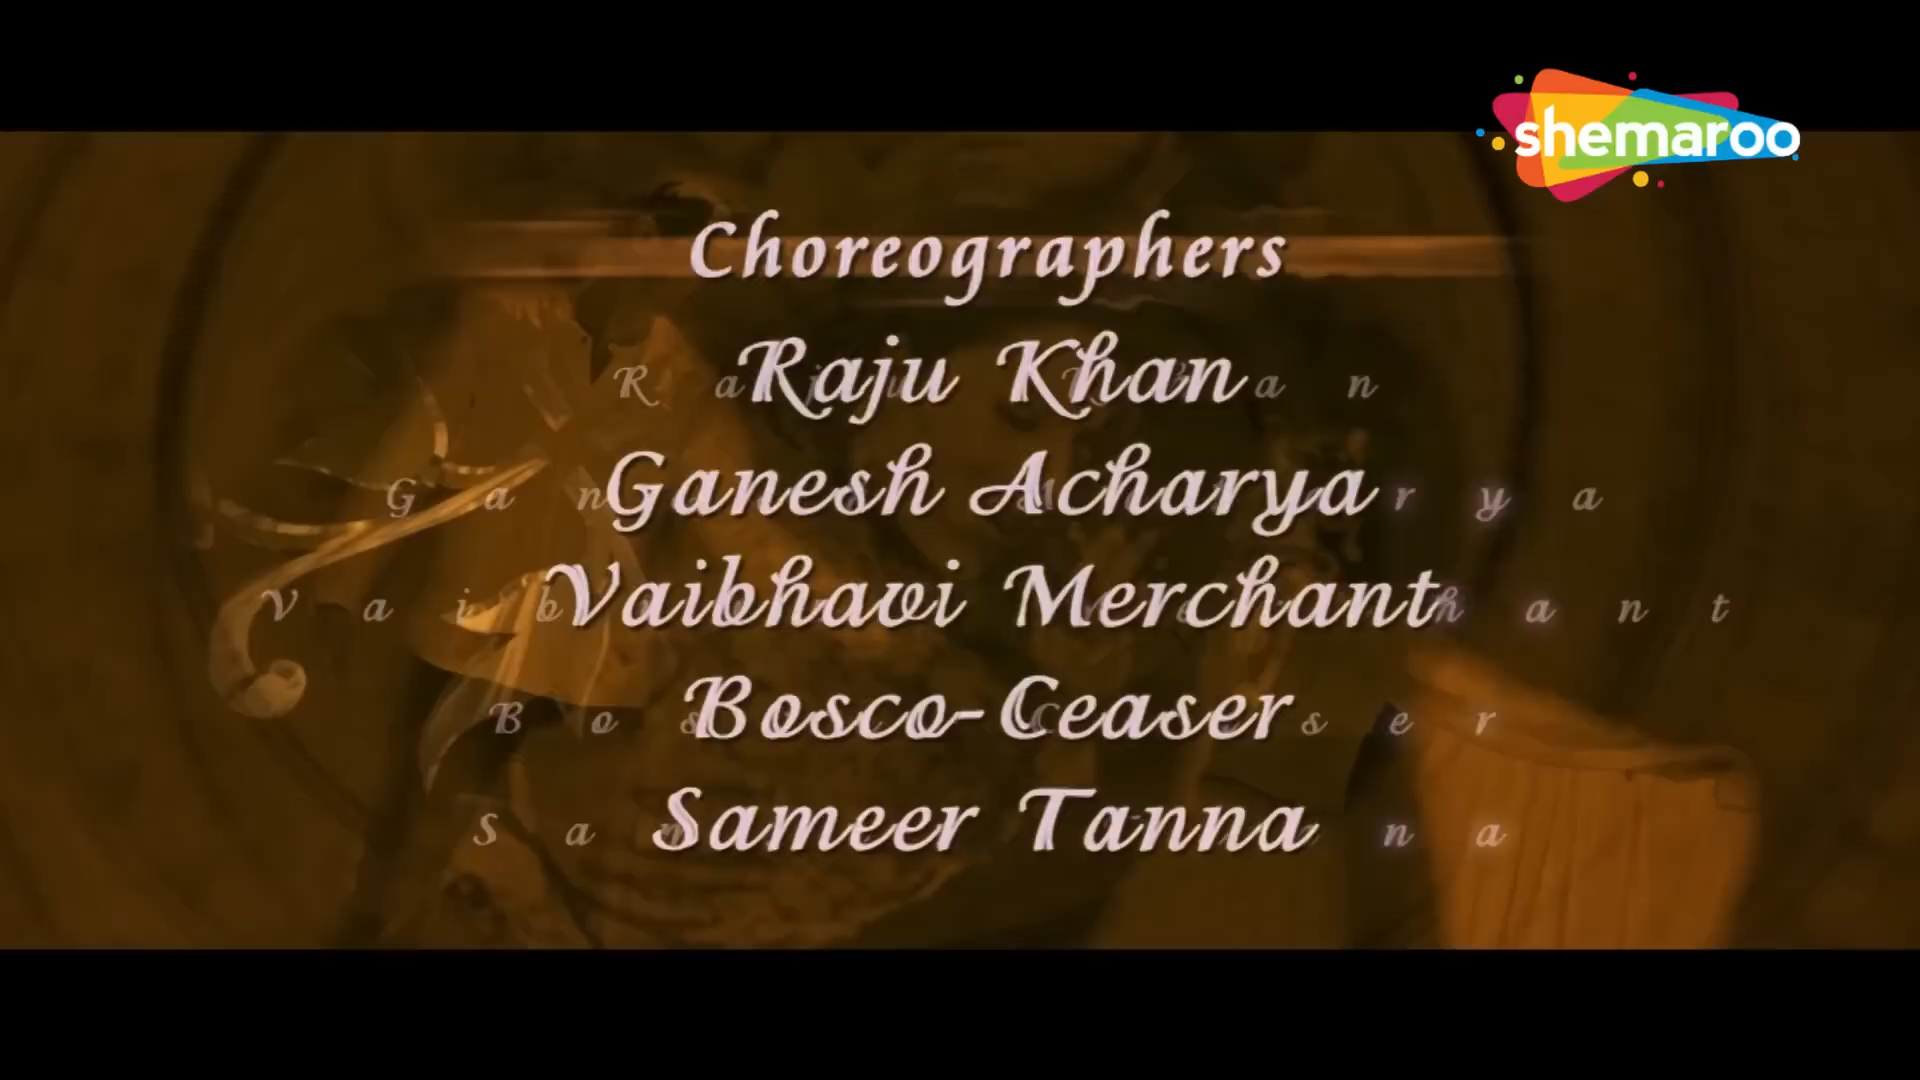 shemaroo
Choreographers
Raju Khan
Ganesh Acharya
Vaibhavi Merchant
Bosco-Ceaser
Sameer Tanna